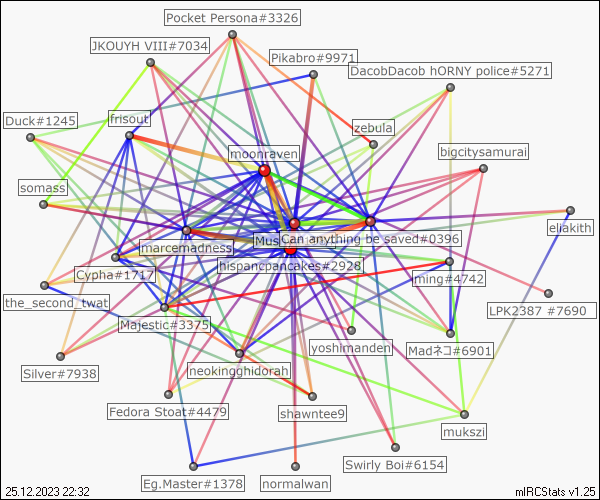 Pocket Persona#3326
JKOUYH VIII#7034
Pikabro#9971
DacobDacob hORNY police#5271
Duck#1245
frisout
zebula
moonraven
bigcitysamurai
somass
eliakith
marcemadness
Mus
Can anything be saved#0396
Cypha#1717
hispancpancakes#2928
ming#4742
the_second_twat
LPK2387 #7690
Majestic#3375
yoshimanden
Madネコ#6901
Silver#7938
neokingghidorah
Fedora Stoat#4479
shawntee9
mukszi
Swirly Boi#6154
Eg.Master#1378
normalwan
25.12.2023 22:32
mIRCStats v1.25